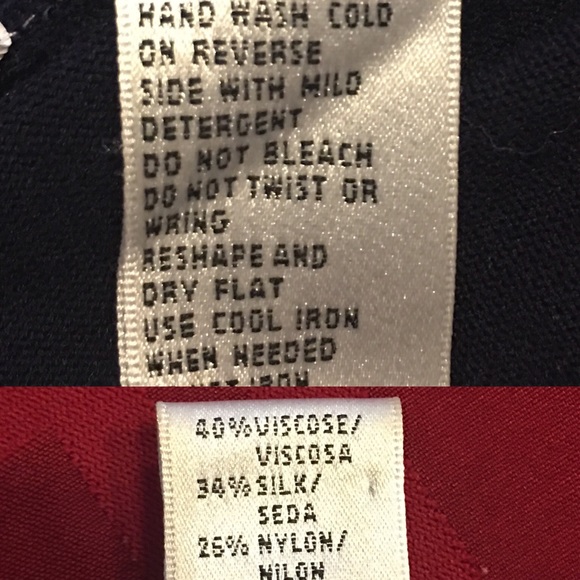 HAND WASH COLD
ON REVERSE
SIDE WITH MILD
DETERGENT
DO NOT BLEACH
DO NOT TWIST OR
WRING
RESHAPE AND
DRY FLAT
USE COOL IRON
WHEN NEEDED
IRON
40% VISCOSE/
VISCOSA
34% SILK/
SEDA
26% NYLON/
NILON